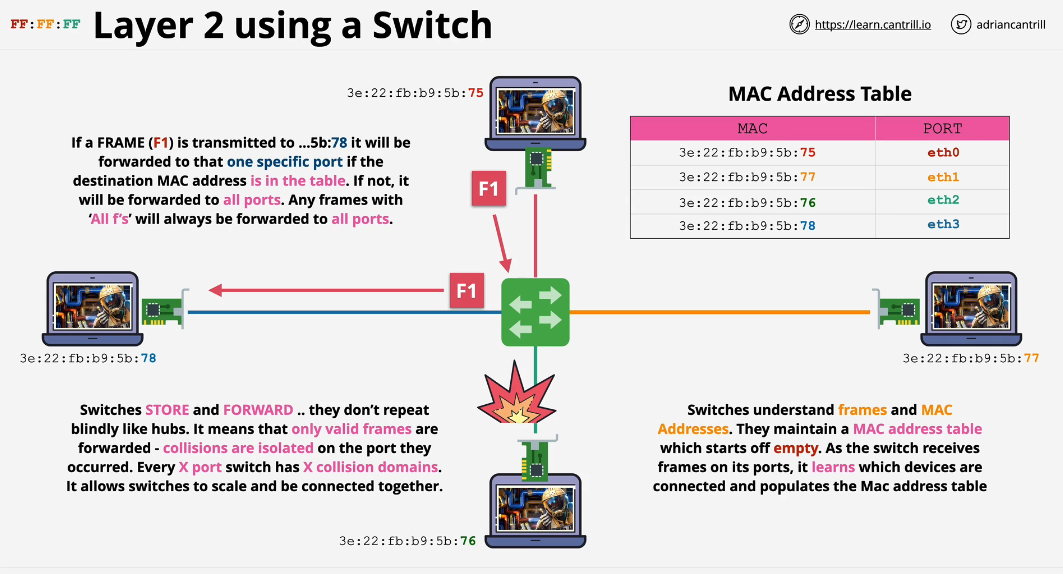 FF:FF:FF
Layer 2 using a Switch
https://learn.cantrill.io
adriancantrill
3e:22:fb:b9:5b:75
If a FRAME (F1) is transmitted to ...5b:78 it will be
forwarded to that one specific port if the
destination MAC address is in the table. If not, it
will be forwarded to all ports. Any frames with
‘All f’s’ will always be forwarded to all ports.
F1
MAC Address Table
MAC PORT
3e:22:fb:b9:5b:75 eth0
3e:22:fb:b9:5b:77 eth1
3e:22:fb:b9:5b:76 eth2
3e:22:fb:b9:5b:78 eth3
F1
3e:22:fb:b9:5b:78
3e:22:fb:b9:5b:77
Switches STORE and FORWARD .. they don’t repeat
blindly like hubs. It means that only valid frames are
forwarded - collisions are isolated on the port they
occurred. Every X port switch has X collision domains.
It allows switches to scale and be connected together.
Switches understand frames and MAC
Addresses. They maintain a MAC address table
which starts off empty. As the switch receives
frames on its ports, it learns which devices are
connected and populates the Mac address table
3e:22:fb:b9:5b:76